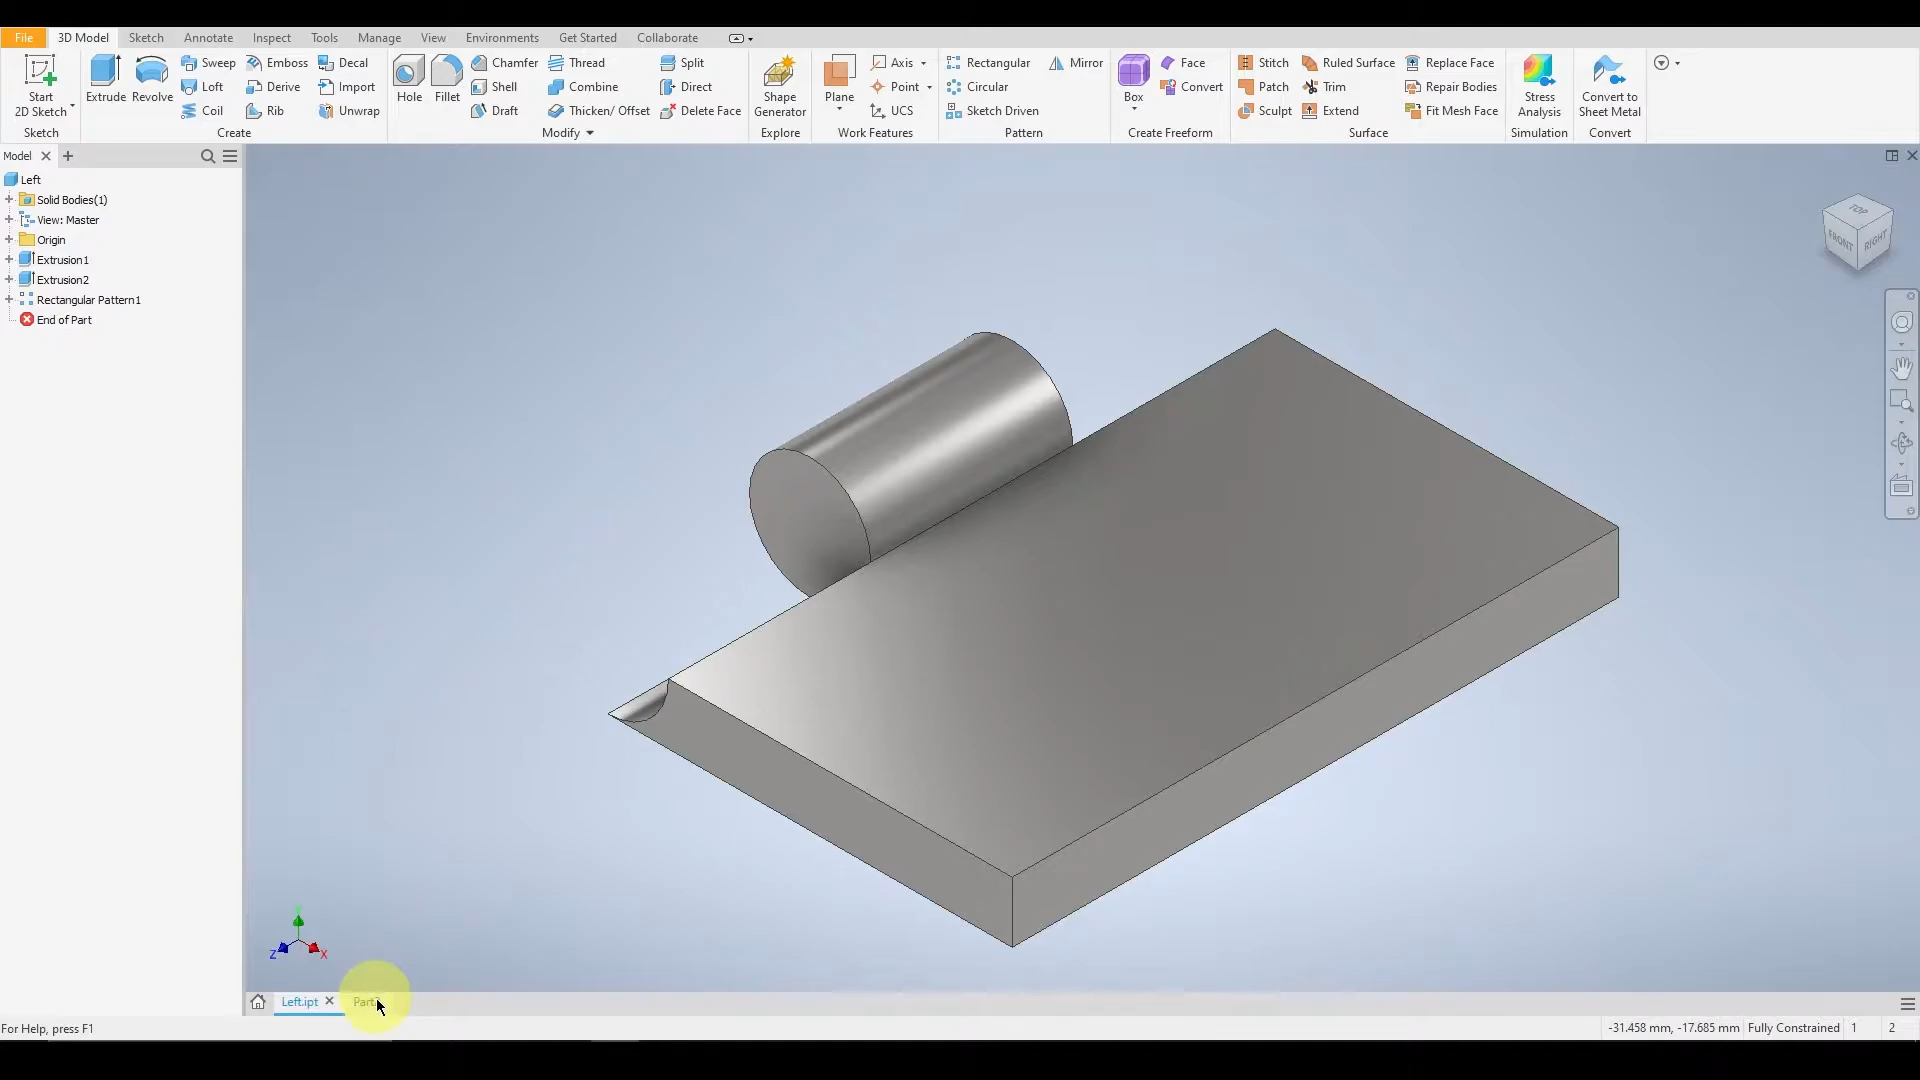 File 3D Model Sketch Annotate Inspect Tools Manage View Environments Get Started Collaborate
Start
2D Sketch
Sketch
Extrude Revolve
Sweep Emboss Decal
Loft Derive Import
Coil Rib Unwrap
Create
Hole Fillet
Chamfer Thread Split
Shell Combine Direct
Draft Thicken/ Offset Delete Face
Modify
Shape
Generator
Explore
Plane
Axis
Point
UCS
Work Features
Rectangular Mirror
Circular
Sketch Driven
Pattern
Box
Face
Convert
Create Freeform
Stitch Ruled Surface Replace Face
Patch Trim Repair Bodies
Sculpt Extend Fit Mesh Face
Surface
Stress
Analysis
Simulation
Convert to
Sheet Metal
Convert
Model
Left
Solid Bodies(1)
View: Master
Origin
Extrusion1
Extrusion2
Rectangular Pattern1
End of Part
TOP
FRONT RIGHT
Y
Z X
Left.ipt
For Help, press F1
-31.458 mm, -17.685 mm Fully Constrained 1 2